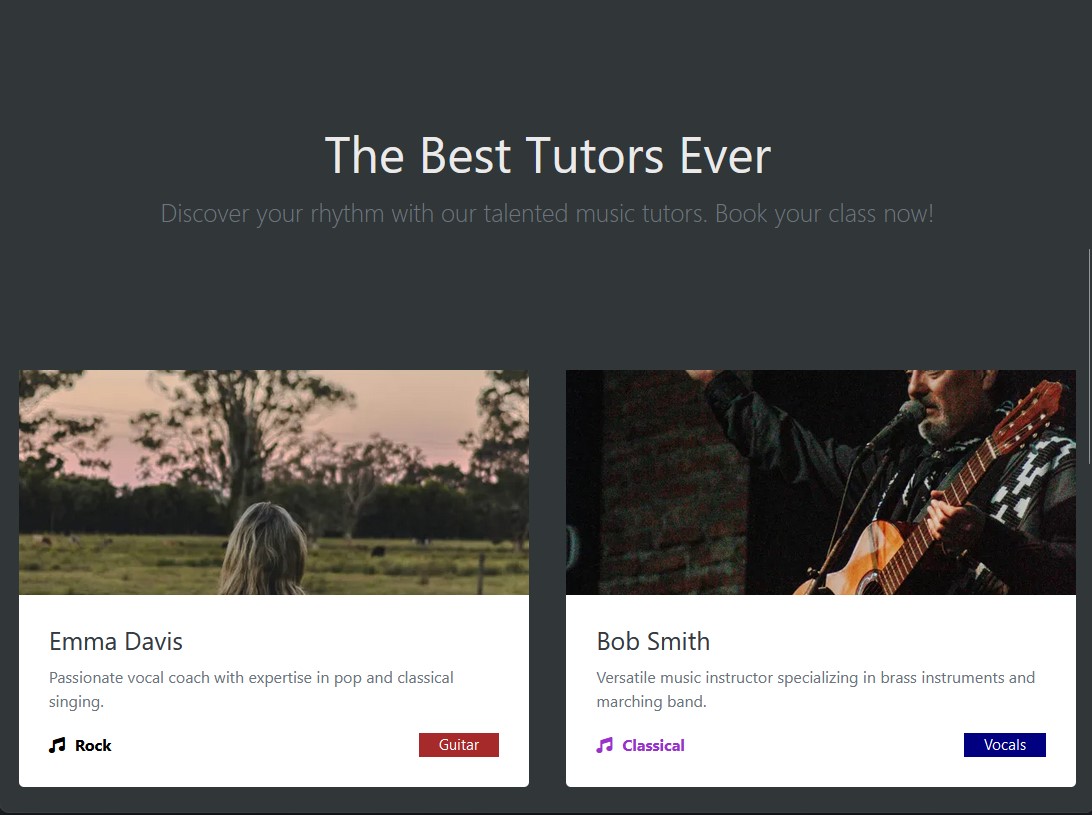 The Best Tutors Ever
Discover your rhythm with our talented music tutors. Book your class now!
Emma Davis
Passionate vocal coach with expertise in pop and classical
singing.
Rock
Guitar
Bob Smith
Versatile music instructor specializing in brass instruments and
marching band.
Classical
Vocals